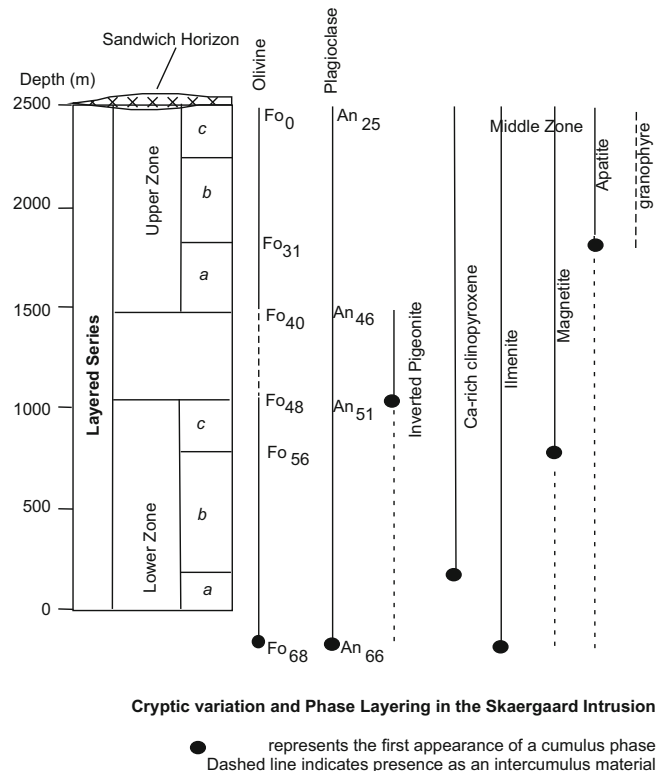 Sandwich Horizon
Depth (m)
Olivine
Plagioclase
2500
2000
1500
1000
500
0
Layered Series
Upper Zone
Lower Zone
c
b
a
c
b
a
Fo0
Fo31
Fo40
Fo48
Fo56
Fo68
An25
An46
An51
An66
Inverted Pigeonite
Ca-rich clinopyroxene
Ilmenite
Middle Zone
Magnetite
Apatite
granophyre
Cryptic variation and Phase Layering in the Skaergaard Intrusion
represents the first appearance of a cumulus phase
Dashed line indicates presence as an intercumulus material